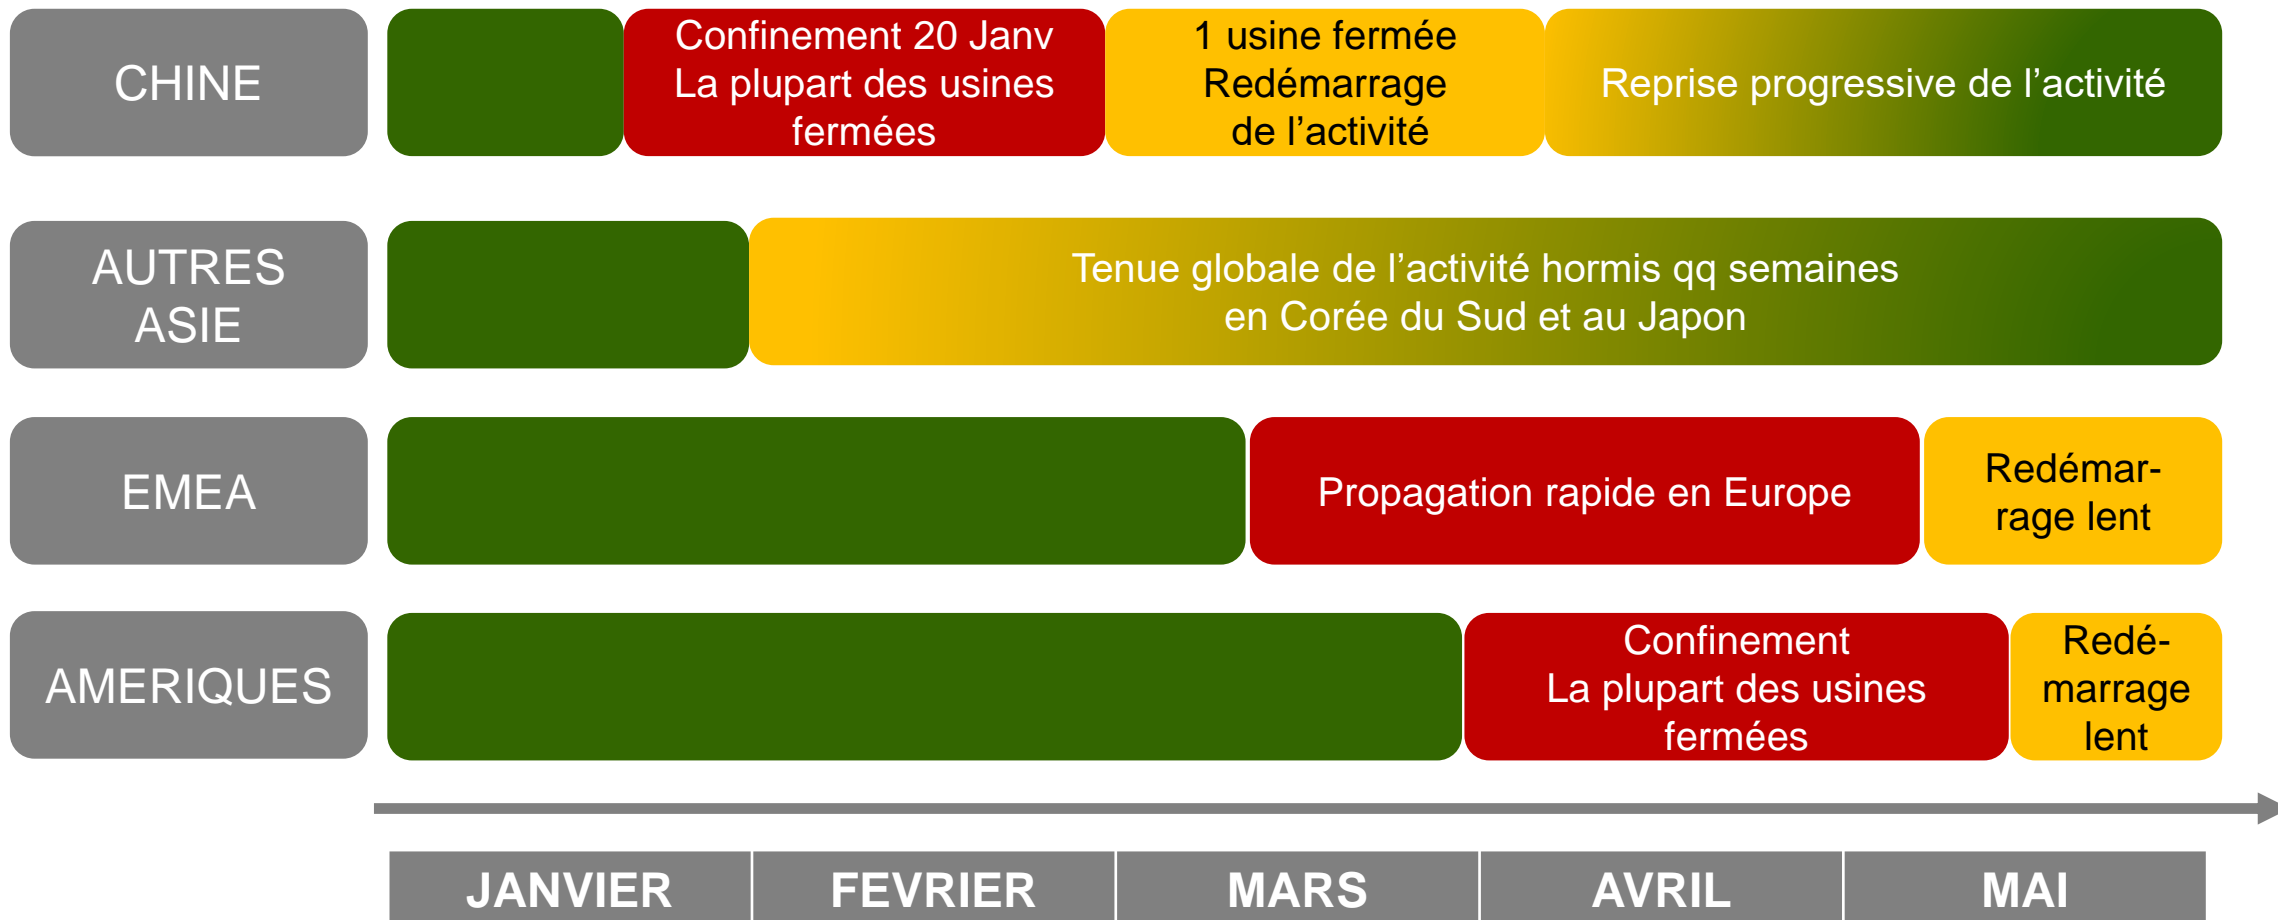 CHINE
Confinement 20 Janv
La plupart des usines
fermées
1 usine fermée
Redémarrage
de l’activité
Reprise progressive de l’activité
AUTRES
ASIE
Tenue globale de l’activité hormis qq semaines
en Corée du Sud et au Japon
EMEA
Propagation rapide en Europe
Redémar-
rage lent
AMERIQUES
Confinement
La plupart des usines
fermées
Redé-
marrage
lent
JANVIER
FEVRIER
MARS
AVRIL
MAI